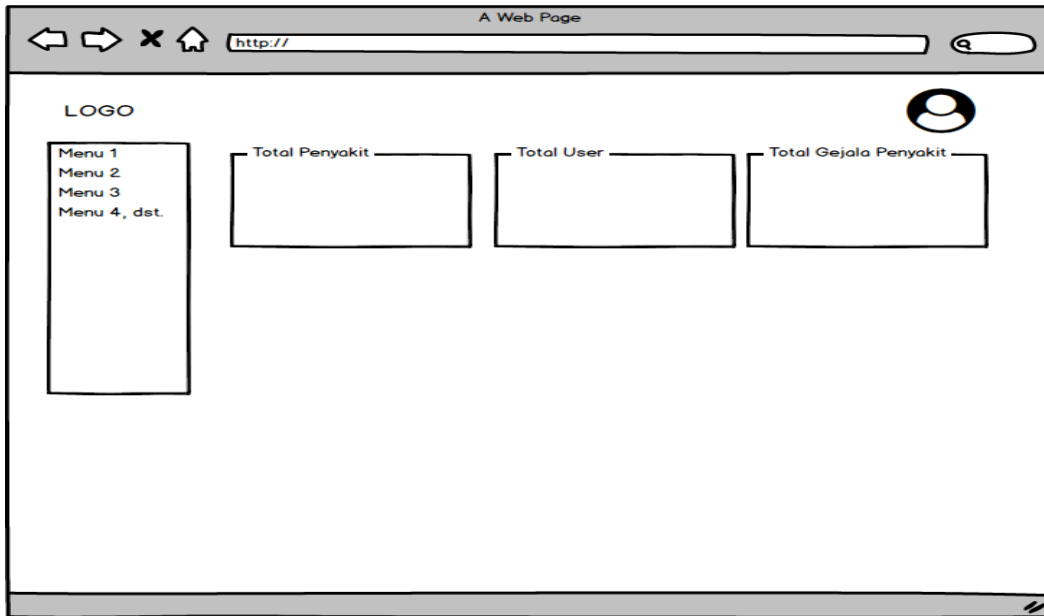 A Web Page
http://
LOGO
Menu 1
Menu 2
Menu 3
Menu 4, dst.
Total Penyakit
Total User
Total Gejala Penyakit